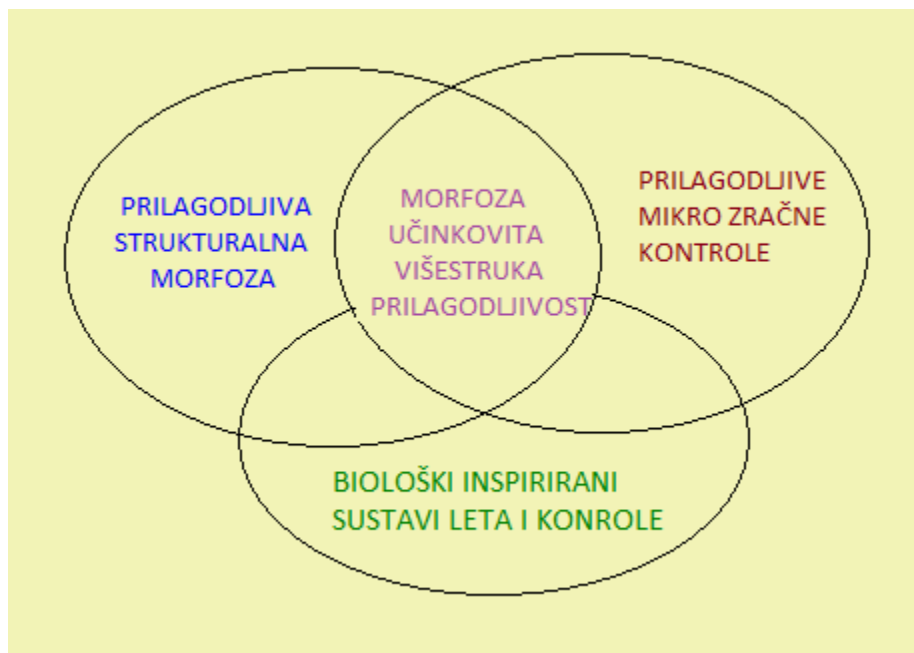 PRILAGODLJIVA
STRUKTURALNA
MORFOZA
MORFOZA
UČINKOVITA
VIŠESTRUKA
PRILAGODLJIVOST
PRILAGODLJIVE
MIKRO ZRAČNE
KONTROLE
BIOLOŠKI INSPIRIRANI
SUSTAVI LETA I KONROLE